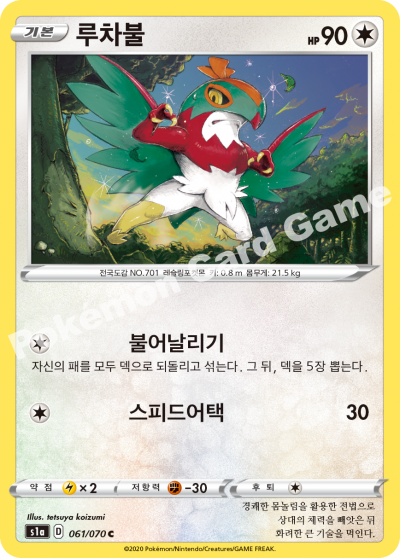 기본 루차불 HP 90
전국도감 NO.701 레슬링포켓몬 키: 0.8 m 몸무게: 21.5 kg
Pokémon Card Game
불어날리기
자신의 패를 모두 덱으로 되돌리고 섞는다. 그 뒤, 덱을 5장 뽑는다.
스피드어택 30
약점 ×2 저항력 -30 후퇴
Illus. tetsuya koizumi
s1a D 061/070 C
경쾌한 몸놀림을 활용한 전법으로
상대의 체력을 빼앗은 뒤
화려한 큰 기술을 먹인다.
©2020 Pokémon/Nintendo/Creatures/GAME FREAK.